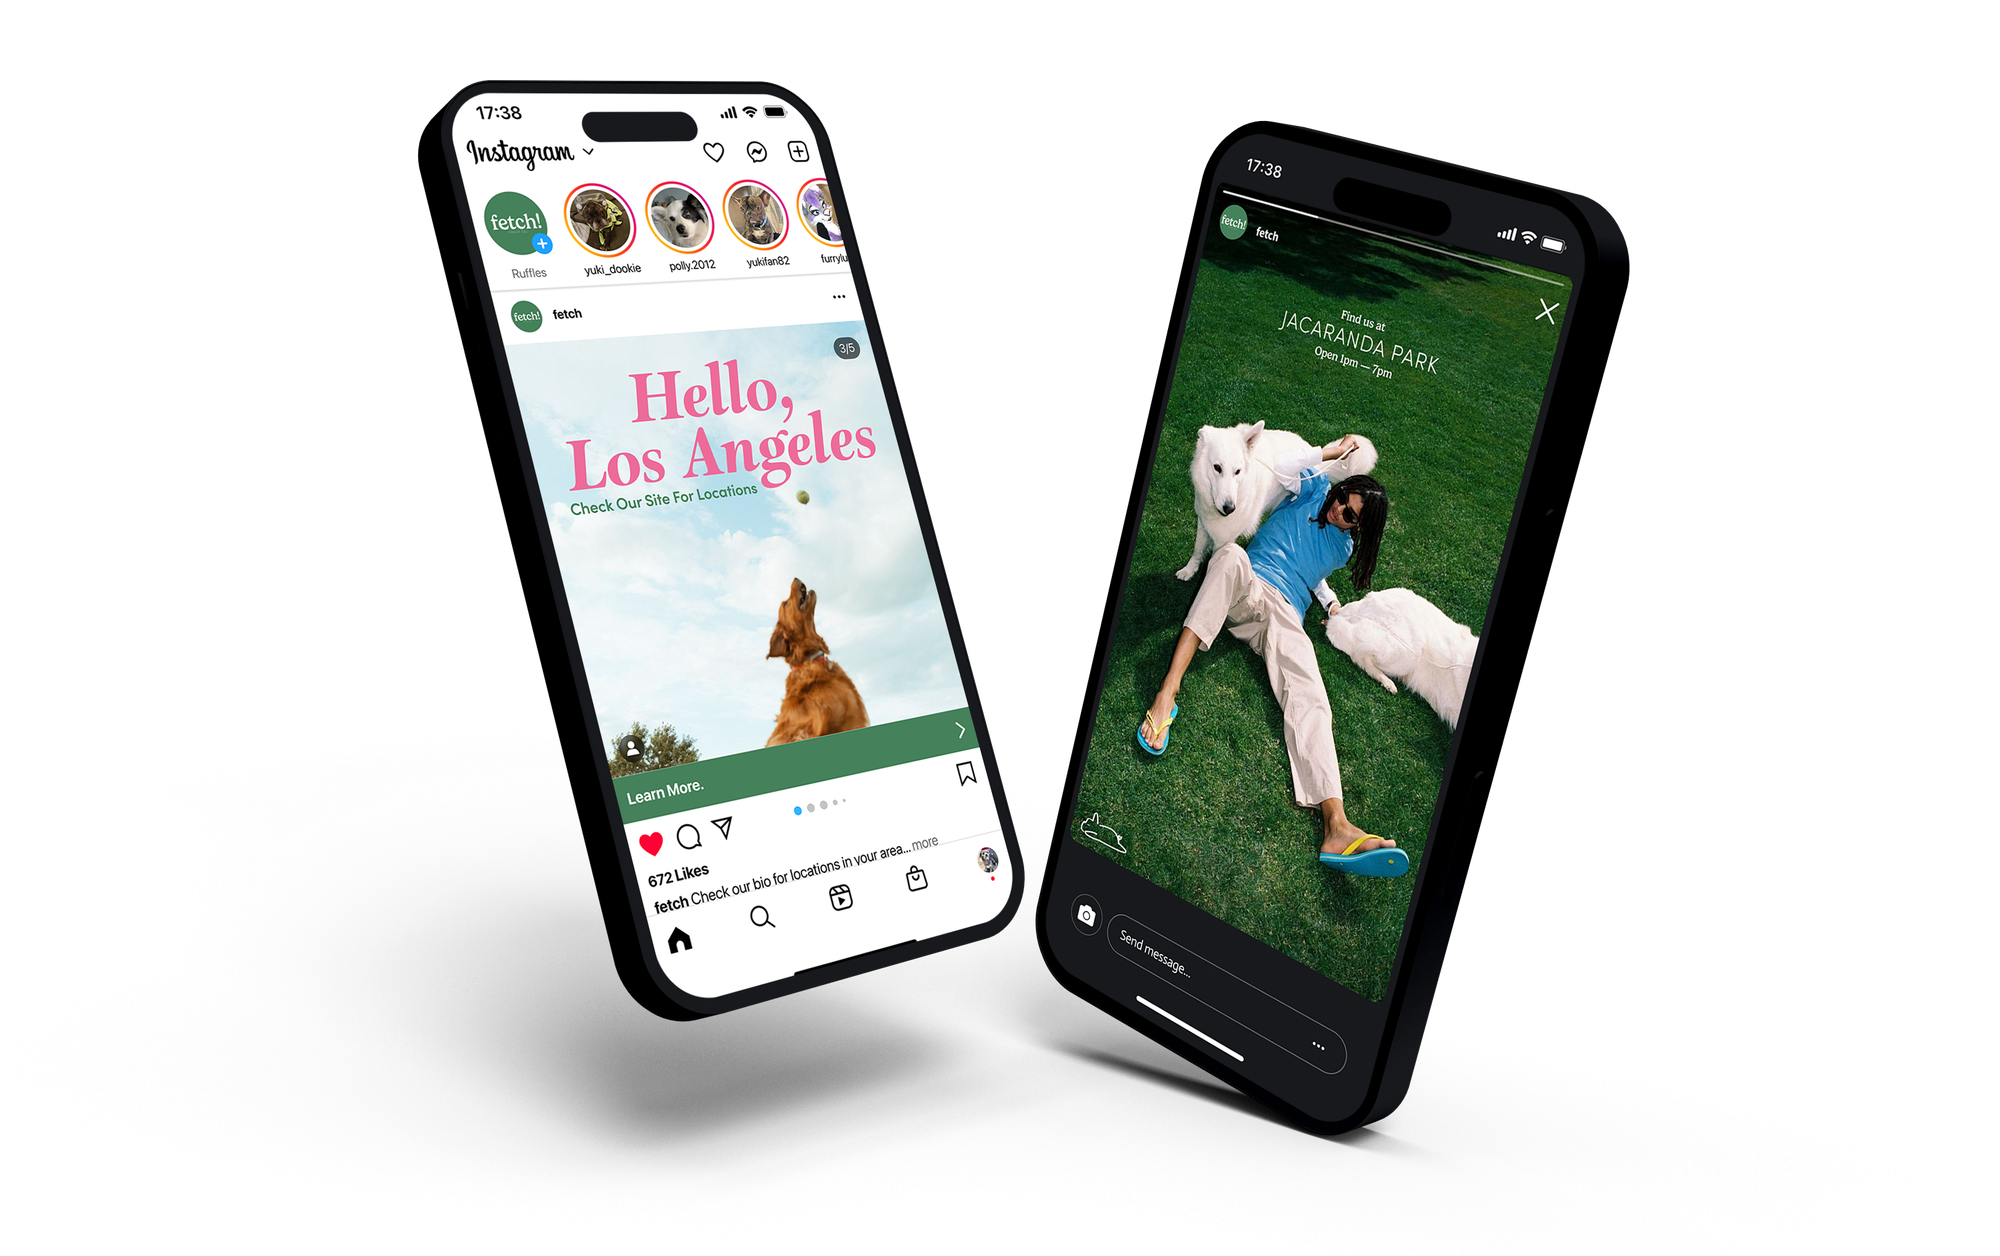 17:38
Instagram
fetch!
Ruffles
yuki_dookie
polly.2012
yukifan82
furrylu
fetch!
fetch
3/5
Hello,
Los Angeles
Check Our Site For Locations
Learn More.
672 Likes
fetch Check our bio for locations in your area... more
17:38
fetch!
fetch
Find us at
JACARANDA PARK
Open 1pm — 7pm
Send message...